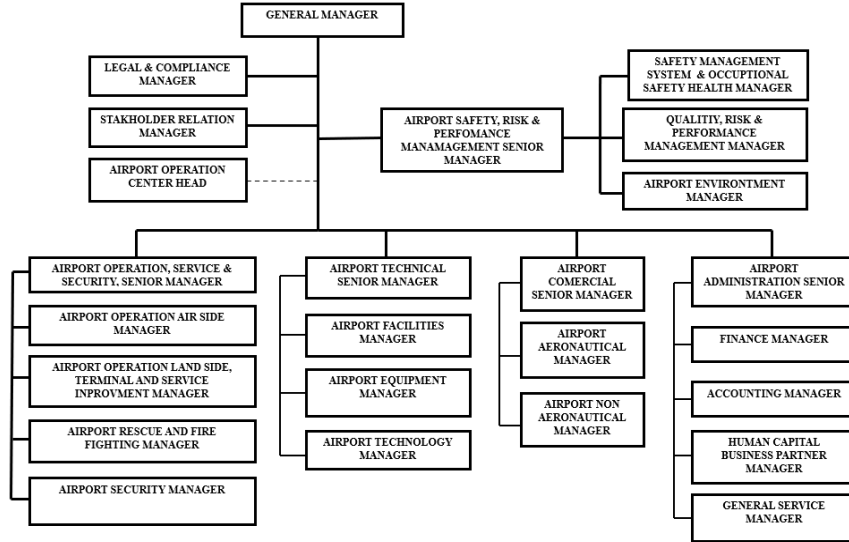 GENERAL MANAGER
LEGAL & COMPLIANCE
MANAGER
STAKHOLDER RELATION
MANAGER
AIRPORT OPERATION
CENTER HEAD
AIRPORT SAFETY, RISK &
PERFOMANCE
MANAMAGEMENT SENIOR
MANAGER
SAFETY MANAGEMENT
SYSTEM & OCCUPTIONAL
SAFETY HEALTH MANAGER
QUALITIY, RISK &
PERFORMANCE
MANAGEMENT MANAGER
AIRPORT ENVIRONTMENT
MANAGER
AIRPORT OPERATION, SERVICE &
SECURITY. SENIOR MANAGER
AIRPORT OPERATION AIR SIDE
MANAGER
AIRPORT OPERATION LAND SIDE,
TERMINAL AND SERVICE
INPROVMENT MANAGER
AIRPORT RESCUE AND FIRE
FIGHTING MANAGER
AIRPORT SECURITY MANAGER
AIRPORT TECHNICAL
SENIOR MANAGER
AIRPORT FACILITIES
MANAGER
AIRPORT EQUIPMENT
MANAGER
AIRPORT TECHNOLOGY
MANAGER
AIRPORT
COMERCIAL
SENIOR MANAGER
AIRPORT
AERONAUTICAL
MANAGER
AIRPORT NON
AERONAUTICAL
MANAGER
AIRPORT
ADMINISTRATION SENIOR
MANAGER
FINANCE MANAGER
ACCOUNTING MANAGER
HUMAN CAPITAL
BUSINESS PARTNER
MANAGER
GENERAL SERVICE
MANAGER